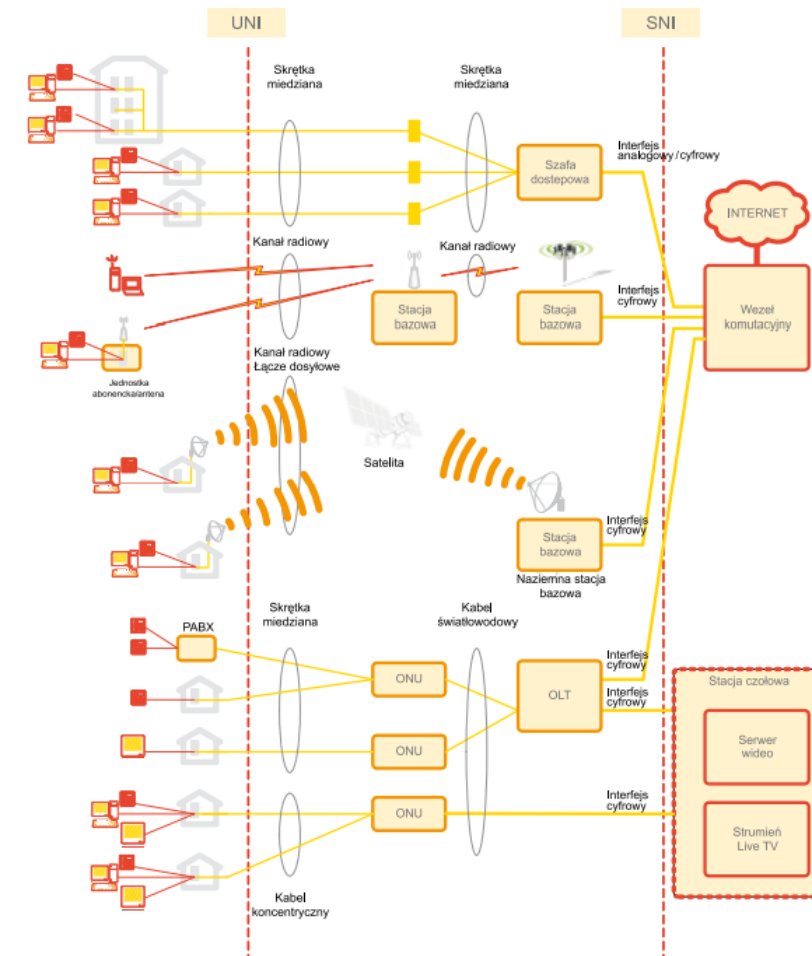 UNI
SNI
Skrętka
miedziana
Skrętka
miedziana
Interfejs
analogowy/cyfrowy
Szafa
dostepowa
INTERNET
Kanał radiowy
Kanał radiowy
Interfejs
cyfrowy
Stacja
bazowa
Stacja
bazowa
Wezeł
komutacyjny
Jednostka
abonencka/antena
Kanał radiowy
Łącze dosyłowe
Satelita
Interfejs
cyfrowy
Stacja
bazowa
Naziemna stacja
bazowa
Skrętka
miedziana
Kabel
światłowodowy
PABX
ONU
OLT
Interfejs
cyfrowy
Interfejs
cyfrowy
Stacja czołowa
ONU
Serwer
wideo
ONU
Interfejs
cyfrowy
Strumień
Live TV
Kabel
koncentryczny